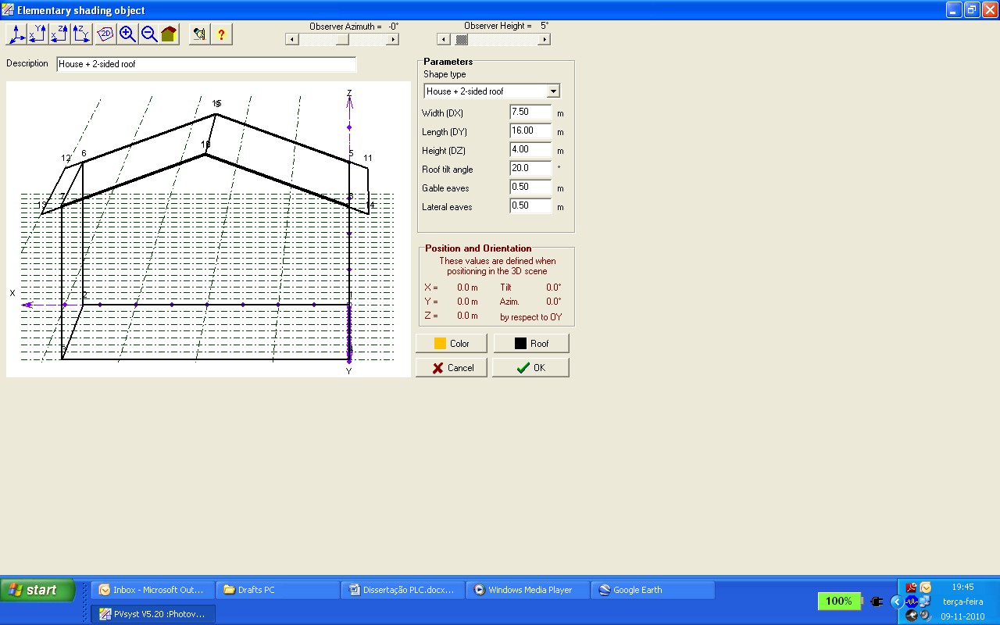 Elementary shading object
Observer Azimuth = -0°
Observer Height = 5°
Description House + 2-sided roof
Parameters
Shape type
House + 2-sided roof
Width (DX) 7.50 m
Length (DY) 16.00 m
Height (DZ) 4.00 m
Roof tilt angle 20.0 °
Gable eaves 0.50 m
Lateral eaves 0.50 m
Position and Orientation
These values are defined when
positioning in the 3D scene
X = 0.0 m Tilt 0.0°
Y = 0.0 m Azim. 0.0°
Z = 0.0 m by respect to OY
Color Roof
Cancel OK
Z
6 5
12 11
7
14
X 2 1
3 4
Y
start
Inbox - Microsoft Out...
Drafts PC
Dissertação PLC.docx...
Windows Media Player
Google Earth
PVsyst V5.20 :Photov...
100%
19:45
terça-feira
09-11-2010